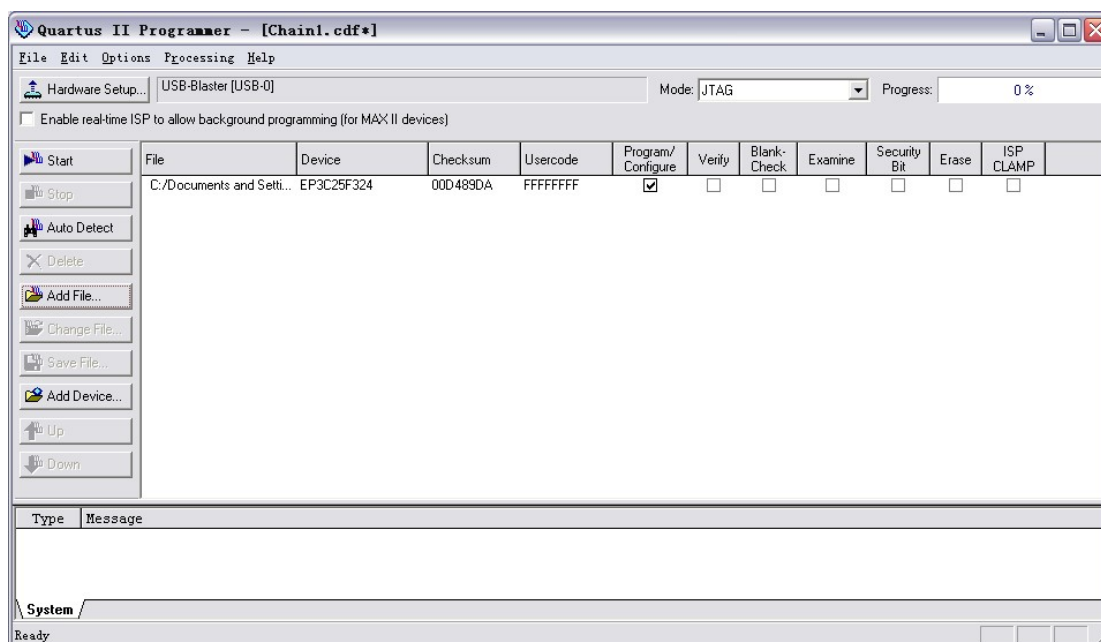 Quartus II Programmer - [Chain1.cdf*]
File Edit Options Processing Help
Hardware Setup... USB-Blaster [USB-0] Mode: JTAG Progress: 0 %
Enable real-time ISP to allow background programming (for MAX II devices)
Start
Stop
Auto Detect
Delete
Add File...
Change File...
Save File...
Add Device...
Up
Down
File Device Checksum Usercode Program/ Configure Verify Blank- Check Examine Security Bit Erase ISP CLAMP
C:/Documents and Setti... EP3C25F324 00D489DA FFFFFFFF
Type Message
System
Ready